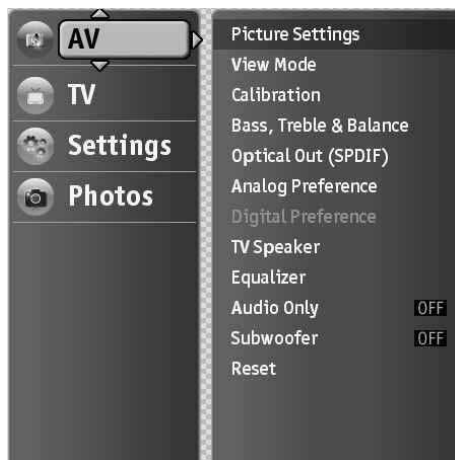 AV
TV
Settings
Photos
Picture Settings
View Mode
Calibration
Bass, Treble & Balance
Optical Out (SPDIF)
Analog Preference
Digital Preference
TV Speaker
Equalizer
Audio Only OFF
Subwoofer OFF
Reset